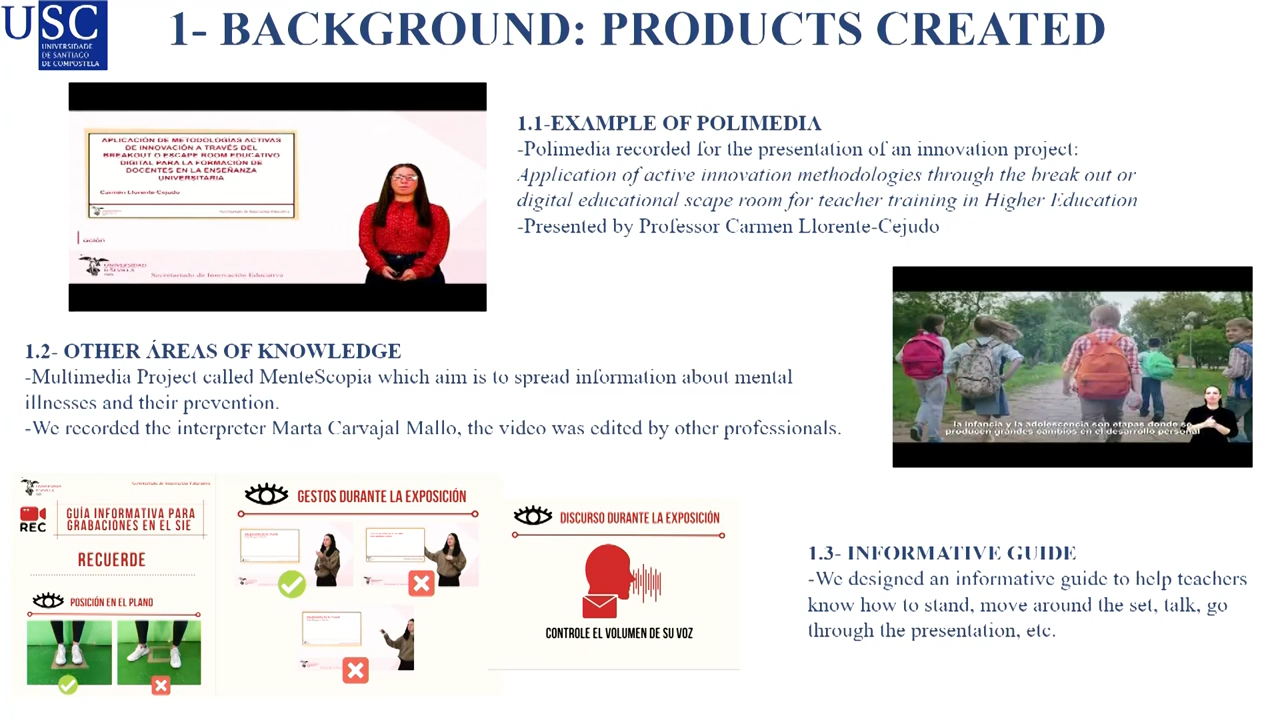 USC
UNIVERSIDADE
DE SANTIAGO
DE COMPOSTELA
1- BACKGROUND: PRODUCTS CREATED
APLICACIÓN DE METODOLOGÍAS ACTIVAS
DE INNOVACIÓN A TRAVÉS DEL
BREAKOUT O ESCAPE ROOM EDUCATIVO
DIGITAL PARA LA FORMACIÓN DE
DOCENTES EN LA ENSEÑANZA
UNIVERSITARIA
Carmen Llorente-Cejudo
Secretariado de Innovación Educativa
ación
UNIVERSIDAD
DE SEVILLA
Secretariado de Innovación Educativa
1.1-EXAMPLE OF POLIMEDIA
-Polimedia recorded for the presentation of an innovation project:
Application of active innovation methodologies through the break out or
digital educational scape room for teacher training in Higher Education
-Presented by Professor Carmen Llorente-Cejudo
1.2- OTHER ÁREAS OF KNOWLEDGE
-Multimedia Project called MenteScopia which aim is to spread information about mental
illnesses and their prevention.
-We recorded the interpreter Marta Carvajal Mallo, the video was edited by other professionals.
la infancia y la adolescencia son etapas donde se
producen grandes cambios en el desarrollo personal
Secretariado de Innovación Educativa
REC
GUÍA INFORMATIVA PARA
GRABACIONES EN EL SIE
RECUERDE
POSICIÓN EN EL PLANO
GESTOS DURANTE LA EXPOSICIÓN
DISCURSO DURANTE LA EXPOSICIÓN
CONTROLE EL VOLUMEN DE SU VOZ
1.3- INFORMATIVE GUIDE
-We designed an informative guide to help teachers
know how to stand, move around the set, talk, go
through the presentation, etc.